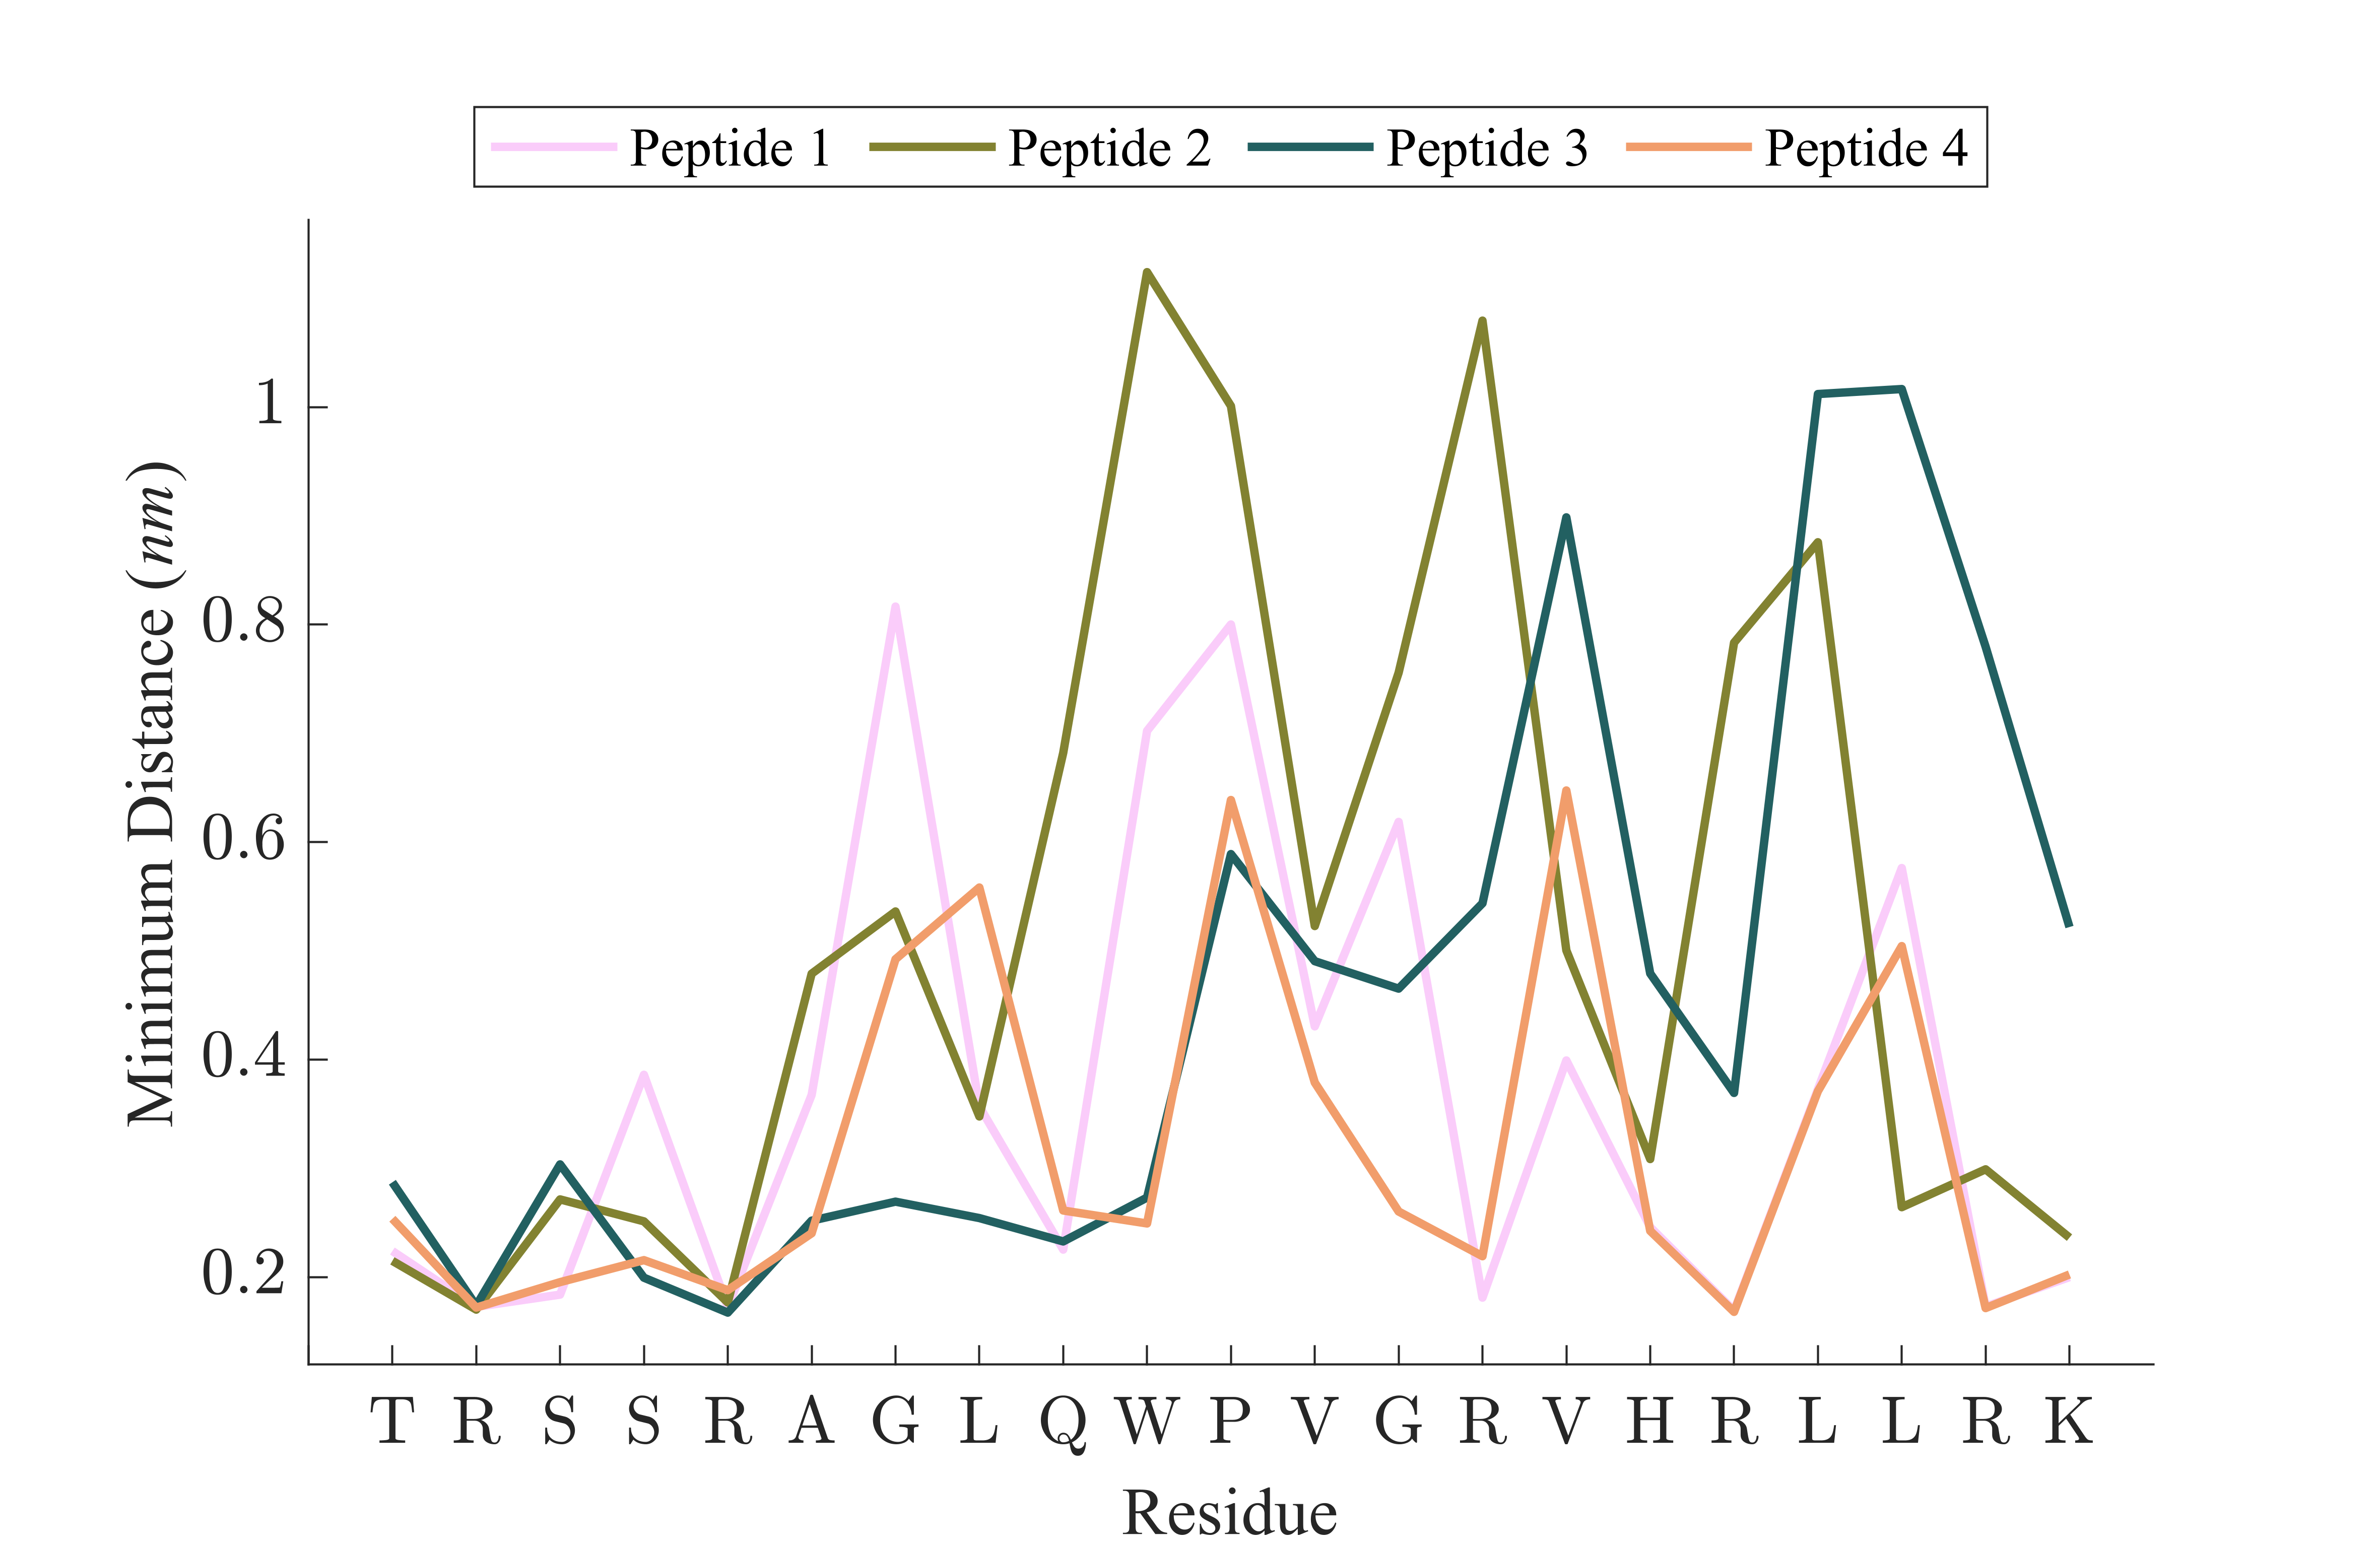 Peptide 1 Peptide 2 Peptide 3 Peptide 4
Minimum Distance (nm)
1
0.8
0.6
0.4
0.2
T R S S R A G L Q W P V G R V H R L L R K
Residue